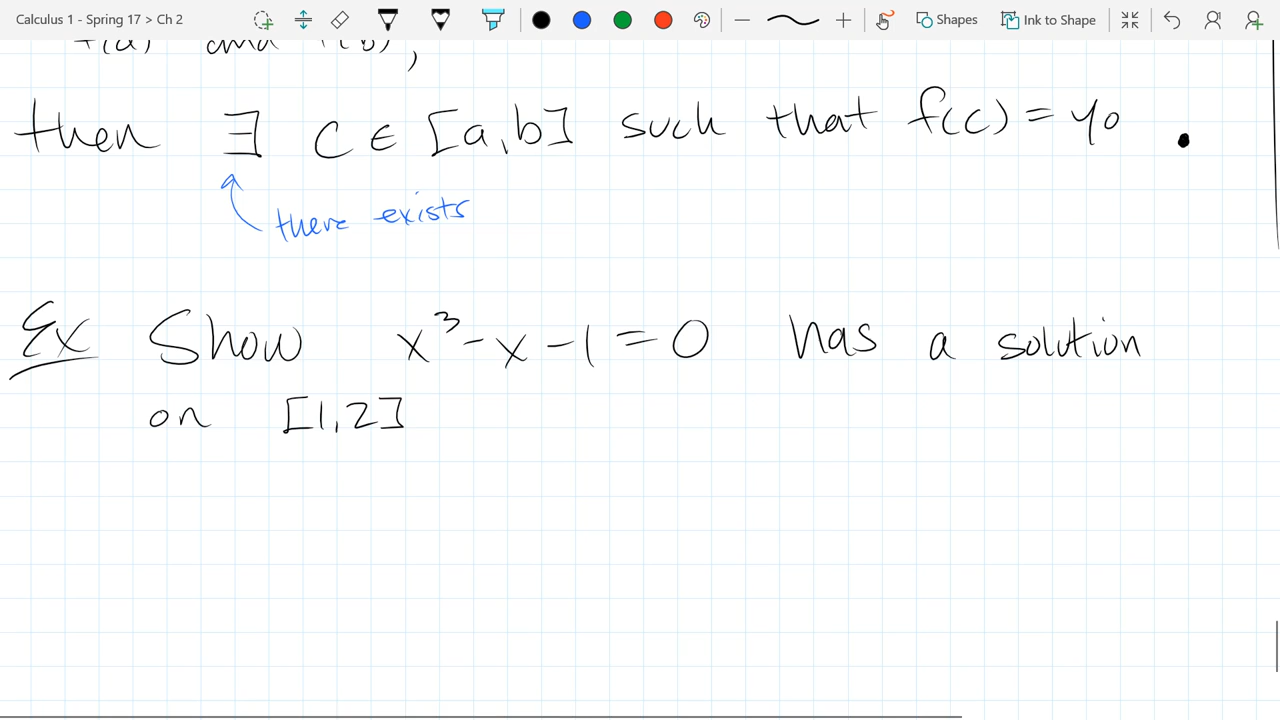 Calculus 1 - Spring 17 > Ch 2
Shapes
Ink to Shape
f(a) and f(b),
then ∃ c ∈ [a,b] such that f(c) = y₀ .
there exists
Ex Show x³ - x - 1 = 0 has a solution
on [1,2]